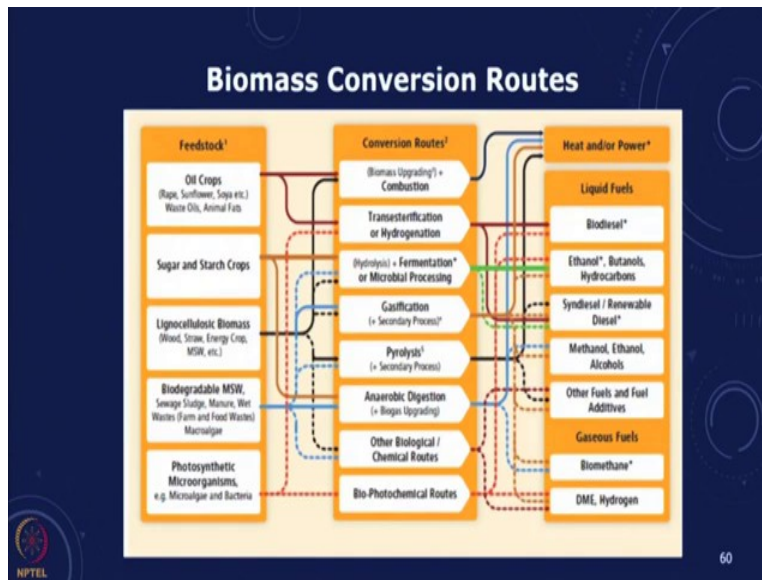 Biomass Conversion Routes
Feedstock¹
Oil Crops
(Rape, Sunflower, Soya etc.)
Waste Oils, Animal Fats
Sugar and Starch Crops
Lignocellulosic Biomass
(Wood, Straw, Energy Crop,
MSW, etc.)
Biodegradable MSW,
Sewage Sludge, Manure, Wet
Wastes (Farm and Food Wastes)
Macroalgae
Photosynthetic
Microorganisms,
e.g. Microalgae and Bacteria
Conversion Routes²
(Biomass Upgrading³) +
Combustion
Transesterification
or Hydrogenation
(Hydrolysis) + Fermentation*
or Microbial Processing
Gasification
(+ Secondary Process)⁴
Pyrolysis⁵
(+ Secondary Process)
Anaerobic Digestion
(+ Biogas Upgrading)
Other Biological /
Chemical Routes
Bio-Photochemical Routes
Heat and/or Power*
Liquid Fuels
Biodiesel*
Ethanol*, Butanols,
Hydrocarbons
Syndiesel / Renewable
Diesel*
Methanol, Ethanol,
Alcohols
Other Fuels and Fuel
Additives
Gaseous Fuels
Biomethane*
DME, Hydrogen
NPTEL
60